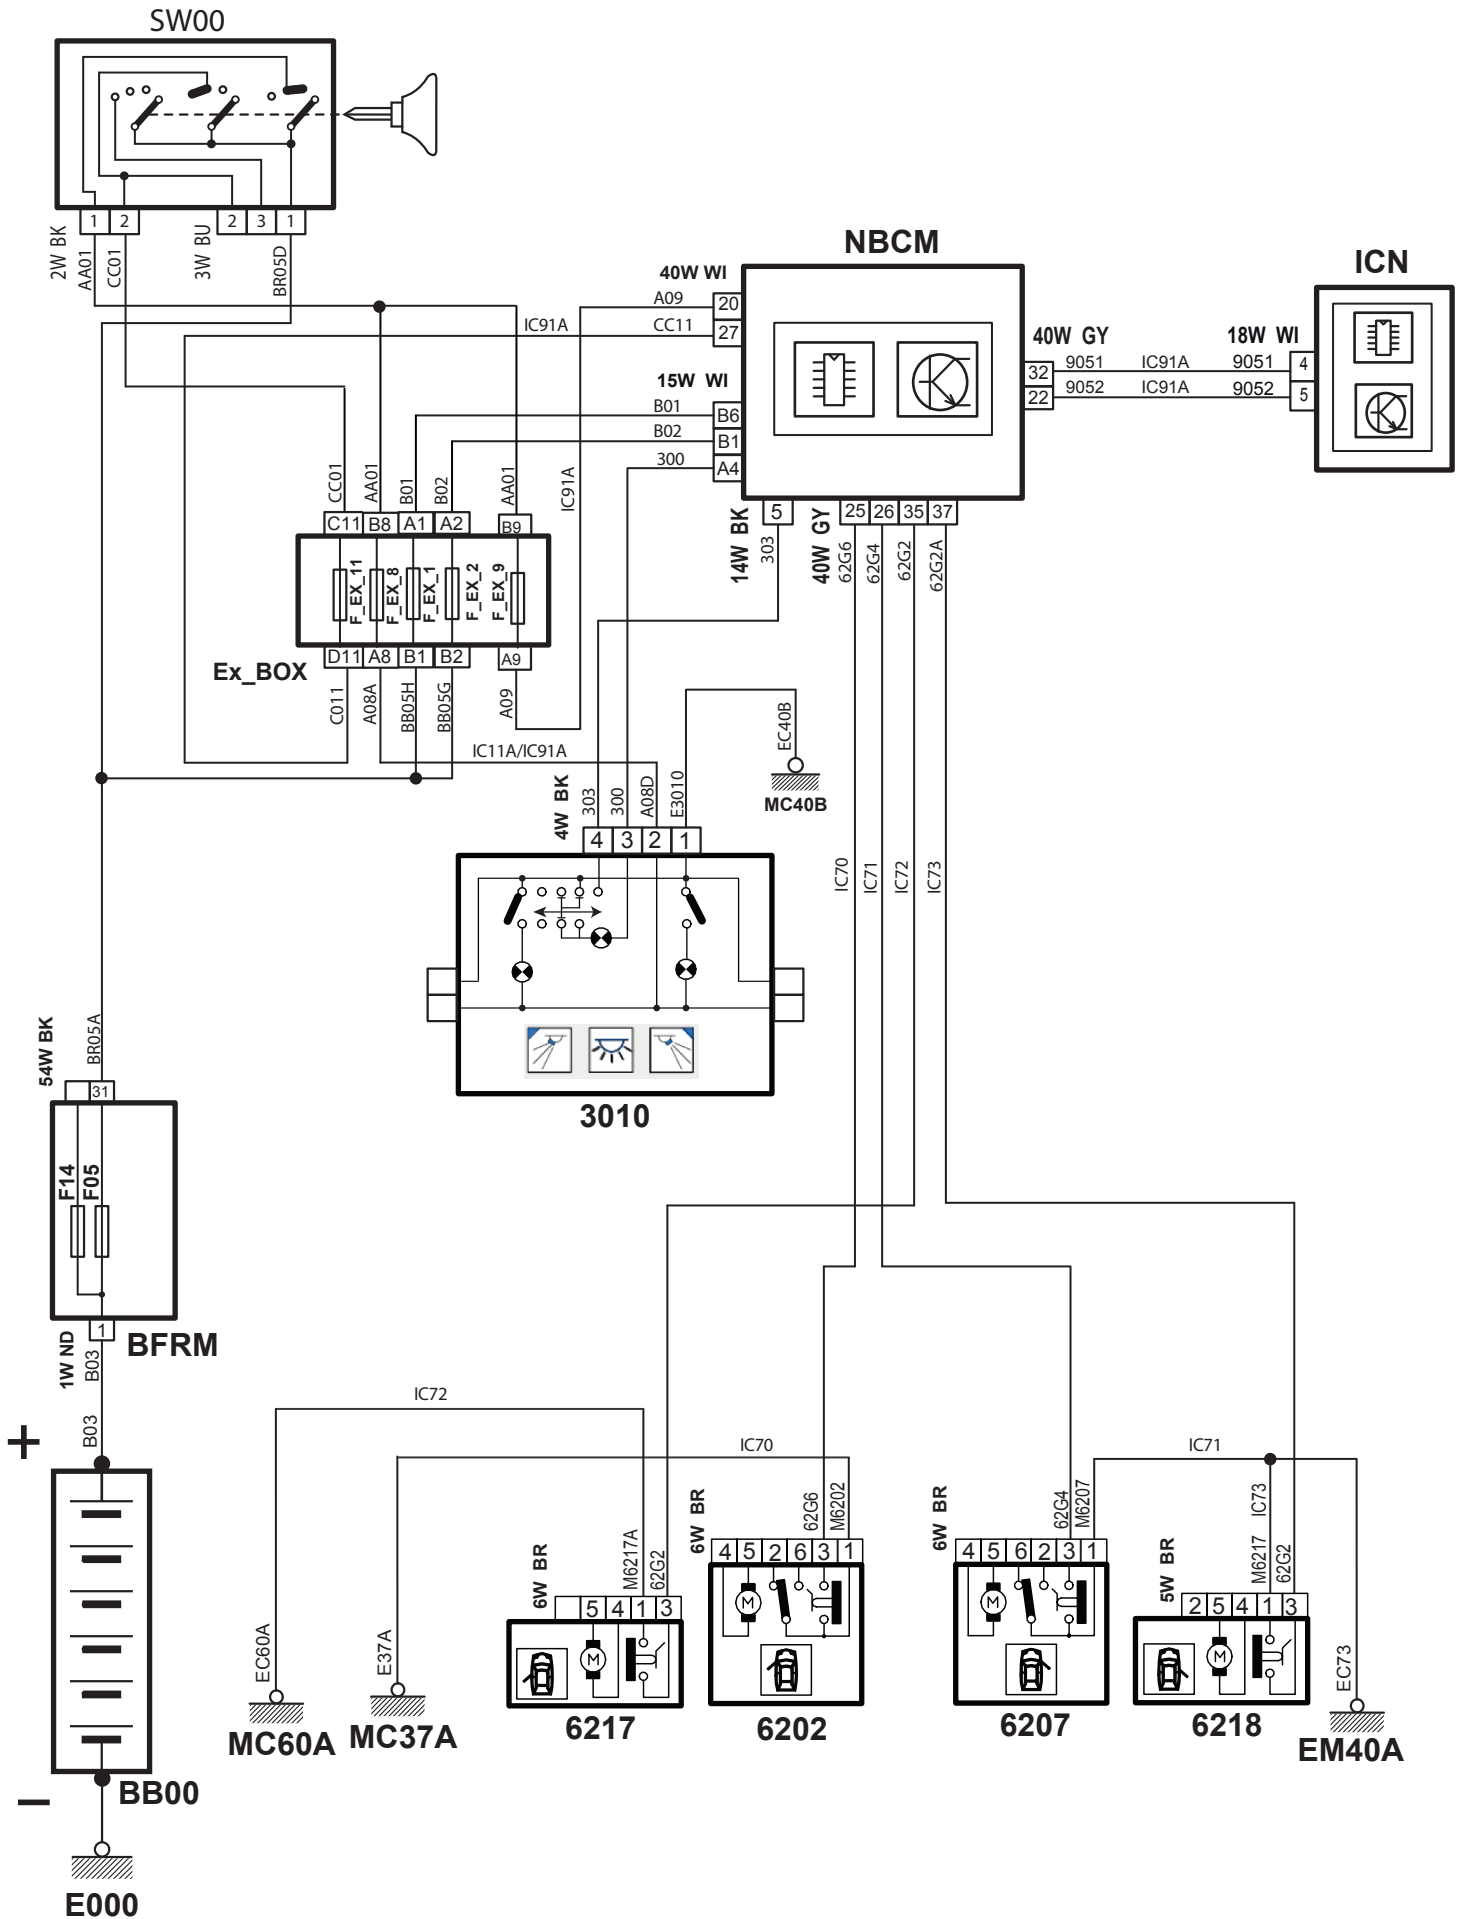 SW00
1 2 2 3 1
2W BK
AA01
CC01
3W BU
BR05D
NBCM
40W WI
A09
20
IC91A
CC11
27
15W WI
B01
B6
B02
B1
300
A4
ICN
40W GY
18W WI
32
9051
IC91A
9051
4
22
9052
IC91A
9052
5
14W BK
5
303
40W GY
25 26 35 37
62G6
62G4
62G2
62G2A
CC01
AA01
B01
B02
AA01
IC91A
C11 B8 A1 A2 B9
F_EX_11
F_EX_8
F_EX_1
F_EX_2
F_EX_9
D11 A8 B1 B2 A9
Ex_BOX
C011
A08A
BB05H
BB05G
A09
IC11A/IC91A
EC40B
MC40B
4W BK
303
300
A08D
E3010
4 3 2 1
3010
IC70
IC71
IC72
IC73
54W BK
BR05A
31
F14
F05
1
BFRM
1W ND
B03
B03
+
BB00
−
E000
IC72
IC70
IC71
EC60A
MC60A
E37A
MC37A
6W BR
M6217A
62G2
5 4 1 3
M
6217
6W BR
62G6
M6202
4 5 2 6 3 1
M
6202
6W BR
62G4
M6207
4 5 6 2 3 1
M
6207
5W BR
IC73
M6217
62G2
2 5 4 1 3
M
6218
EC73
EM40A